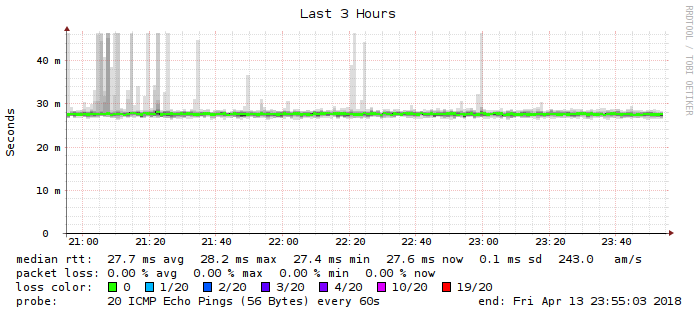 Last 3 Hours
RRDTOOL / TOBI OETIKER
Seconds
40 m
30 m
20 m
10 m
0
21:00 21:20 21:40 22:00 22:20 22:40 23:00 23:20 23:40
median rtt: 27.7 ms avg 28.2 ms max 27.4 ms min 27.6 ms now 0.1 ms sd 243.0 am/s
packet loss: 0.00 % avg 0.00 % max 0.00 % min 0.00 % now
loss color: 0 1/20 2/20 3/20 4/20 10/20 19/20
probe: 20 ICMP Echo Pings (56 Bytes) every 60s end: Fri Apr 13 23:55:03 2018